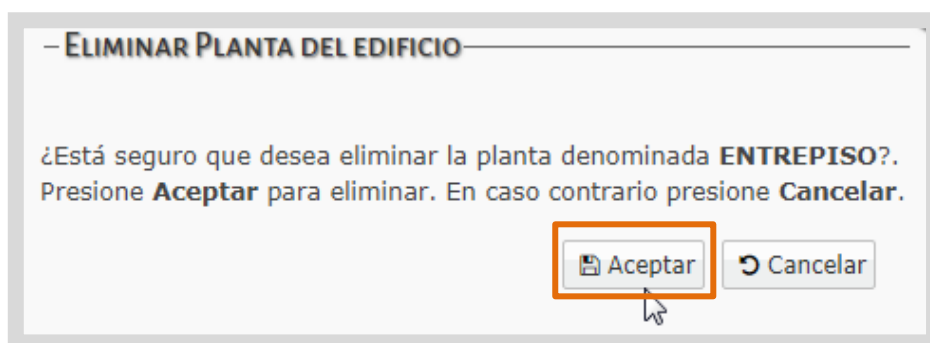 ELIMINAR PLANTA DEL EDIFICIO
¿Está seguro que desea eliminar la planta denominada ENTREPISO?.
Presione Aceptar para eliminar. En caso contrario presione Cancelar.
Aceptar Cancelar